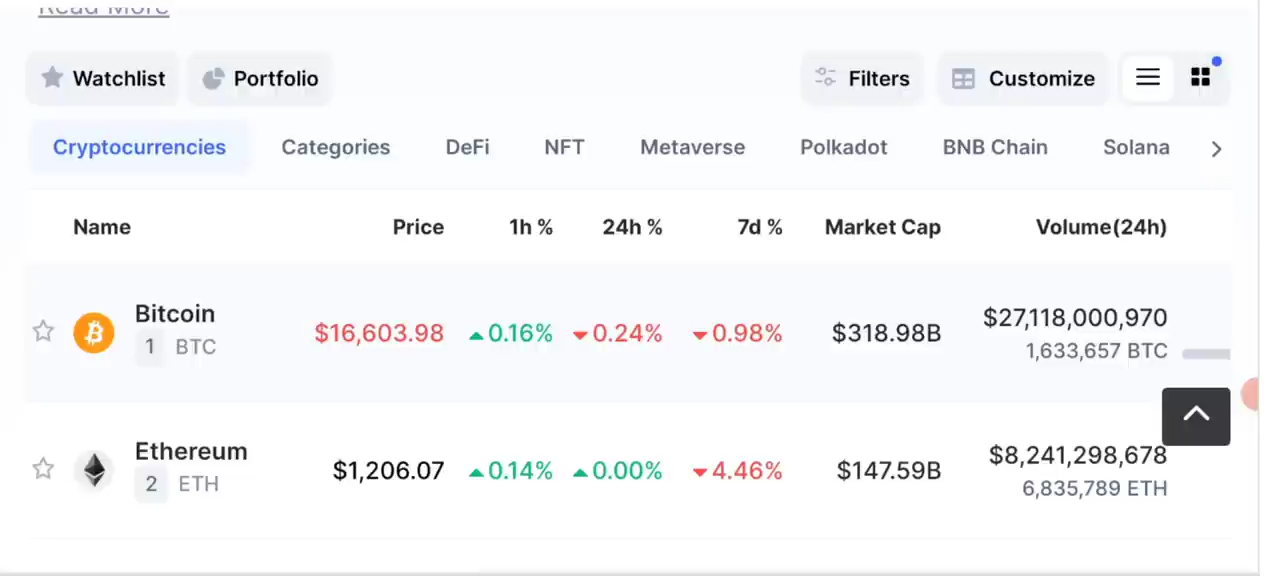 Read More
Watchlist Portfolio Filters Customize
Cryptocurrencies Categories DeFi NFT Metaverse Polkadot BNB Chain Solana
Name Price 1h % 24h % 7d % Market Cap Volume(24h)
Bitcoin
1 BTC
$16,603.98 0.16% 0.24% 0.98% $318.98B
$27,118,000,970
1,633,657 BTC
Ethereum
2 ETH
$1,206.07 0.14% 0.00% 4.46% $147.59B
$8,241,298,678
6,835,789 ETH